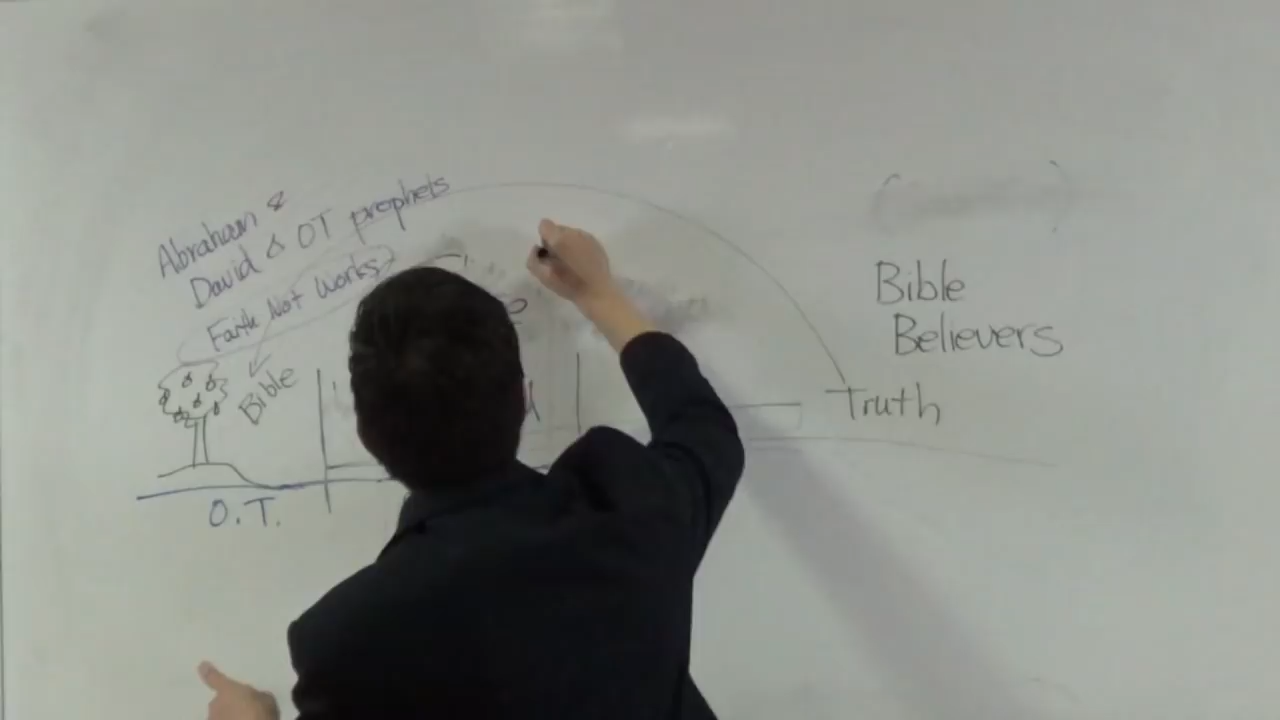 Abraham &
David & OT prophets
Faith Not Works
Bible
O.T.
Bible
Believers
Truth